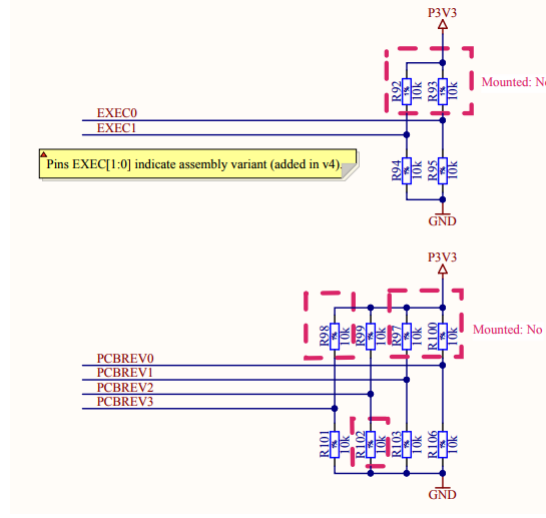 P3V3
R92
10k
R93
10k
Mounted: No
EXEC0
EXEC1
Pins EXEC[1:0] indicate assembly variant (added in v4).
R94
10k
R95
10k
GND
P3V3
R98
10k
R99
10k
R97
10k
R100
10k
Mounted: No
PCBREV0
PCBREV1
PCBREV2
PCBREV3
R101
10k
R102
10k
R103
10k
R106
10k
GND